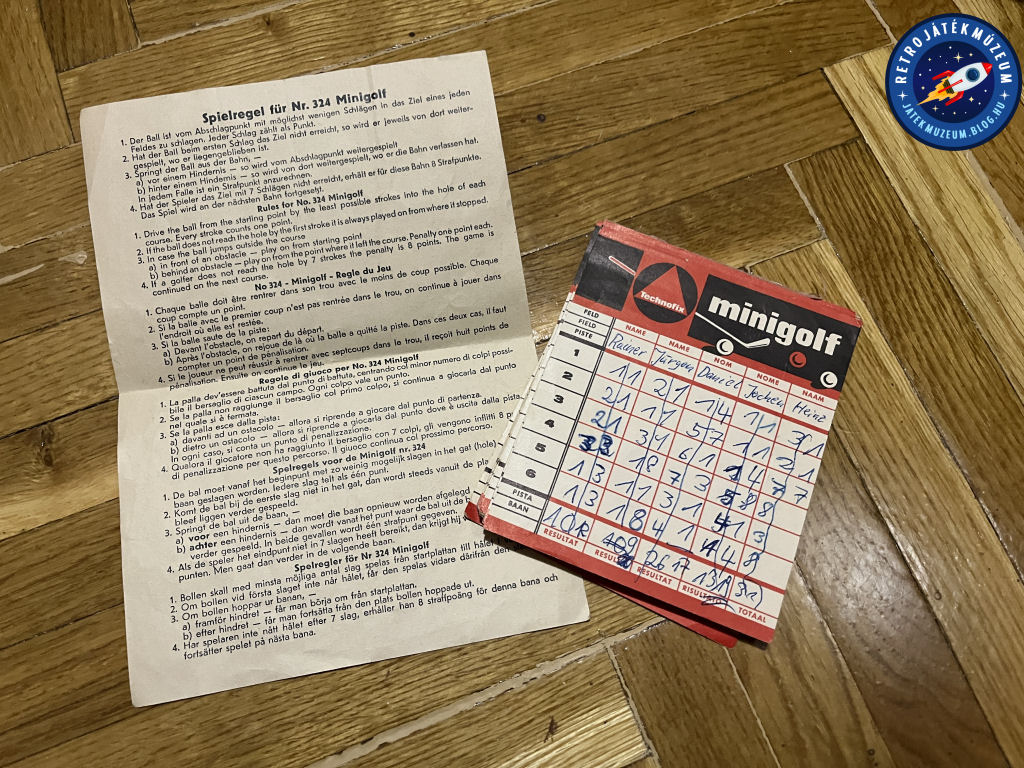 Spielregel für Nr. 324 Minigolf
1. Der Ball ist vom Abschlagpunkt mit möglichst wenigen Schlägen in das Ziel eines jeden
Feldes zu schlagen. Jeder Schlag zählt als Punkt.
2. Hat der Ball beim ersten Schlag das Ziel nicht erreicht, so wird er jeweils von dort weiter-
gespielt, wo er liegengeblieben ist.
3. Springt der Ball aus der Bahn, —
a) vor einem Hindernis — so wird vom Abschlagpunkt weitergespielt
b) hinter einem Hindernis — so wird von dort weitergespielt, wo er die Bahn verlassen hat.
In jedem Falle ist ein Strafpunkt anzurechnen.
4. Hat der Spieler das Ziel mit 7 Schlägen nicht erreicht, erhält er für diese Bahn 8 Strafpunkte.
Das Spiel wird an der nächsten Bahn fortgesetzt.
Rules for No. 324 Minigolf
1. Drive the ball from the starting point by the least possible strokes into the hole of each
course. Every stroke counts one point.
2. If the ball does not reach the hole by the first stroke it is always played on from where it stopped.
3. In case the ball jumps outside the course
a) in front of an obstacle — play on from starting point
b) behind an obstacle — play on from the point where it left the course. Penalty one point each.
4. If a golfer does not reach the hole by 7 strokes the penalty is 8 points. The game is
continued on the next course.
No 324 - Minigolf - Regle du Jeu
1. Chaque balle doit être rentrer dans son trou avec le moins de coup possible. Chaque
coup compte un point.
2. Si la balle avec le premier coup n'est pas rentrée dans le trou, on continue à jouer dans
l'endroit où elle est restée.
3. Si la balle saute de la piste:
a) Devant l'obstacle, on repart du départ.
b) Après l'obstacle, on rejoue de là où la balle a quitté la piste. Dans ces deux cas, il faut
compter un point de pénalisation.
4. Si le joueur ne peut réussir à rentrer avec septcoups dans le trou, il reçoit huit points de
pénalisation. Ensuite on continue le jeu.
Regole di giuoco per No. 324 Minigolf
1. La palla dev'essere battuta dal punto di battuta, centrando col minor numero di colpi possi-
bile il bersaglio di ciascun campo. Ogni colpo vale un punto.
2. Se la palla non raggiunge il bersaglio col primo colpo, si continua a giocarla dal punto
nel quale si è fermata.
3. Se la palla esce dalla pista:
a) davanti ad un ostacolo — allora si riprende a giocare dal punto di partenza.
b) dietro un ostacolo — allora si riprende a giocarla dal punto dove è uscita dalla pista.
In ogni caso, si conta un punto di penalizzazione.
4. Qualora il giocatore non ha raggiunto il bersaglio con 7 colpi, gli vengono inflitti 8 p
di penalizzazione per questo percorso. Il giuoco continua col prossimo percorso.
Spelregels voor de Minigolf nr. 324
1. De bal moet vanaf het beginpunt met zo weinig mogelijk slagen in het gat (hole)
baan geslagen worden. Iedere slag telt als één punt.
2. Komt de bal bij de eerste slag niet in het gat, dan wordt steeds vanuit de pla
bleef liggen verder gespeeld.
3. Springt de bal uit de baan, —
a) voor een hindernis — dan moet die baan opnieuw worden afgelegd
b) achter een hindernis — dan wordt vanaf het punt waar de bal uit de
verder gespeeld. In beide gevallen wordt één strafpunt gegeven.
4. Als de speler het eindpunt niet in 7 slagen heeft bereikt, dan krijgt hij
punten. Men gaat dan verder in de volgende baan.
Spelregler för Nr 324 Minigolf
1. Bollen skall med minsta möjliga antal slag spelas från startplattan till hålet
2. Om bollen vid första slaget inte når hålet, får den spelas vidare därifrån den
3. Om bollen hoppar ur banan, —
a) framför hindret — får man börja om från startplattan.
b) efter hindret — får man fortsätta från den plats bollen hoppade ut.
4. Har spelaren inte nått hålet efter 7 slag, erhåller han 8 straffpoäng för denna bana och
fortsätter spelet på nästa bana.
Technofix
minigolf
FELD
FIELD
PISTE
NAME NAME NOM NOME NAAM
Rainer Jürgen Daniel Jochen Heinz
1
2
3
4
5
6
PISTA
BAAN
RESULTAT RESULT RESULTAT RISULT TOTAAL
RETROJÁTÉKMÚZEUM
JATEKMUZEUM.BLOG.HU